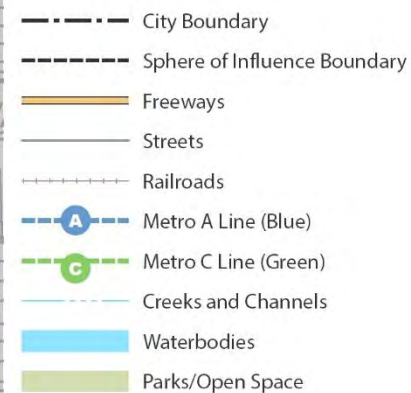 City Boundary
Sphere of Influence Boundary
Freeways
Streets
Railroads
A Metro A Line (Blue)
C Metro C Line (Green)
Creeks and Channels
Waterbodies
Parks/Open Space